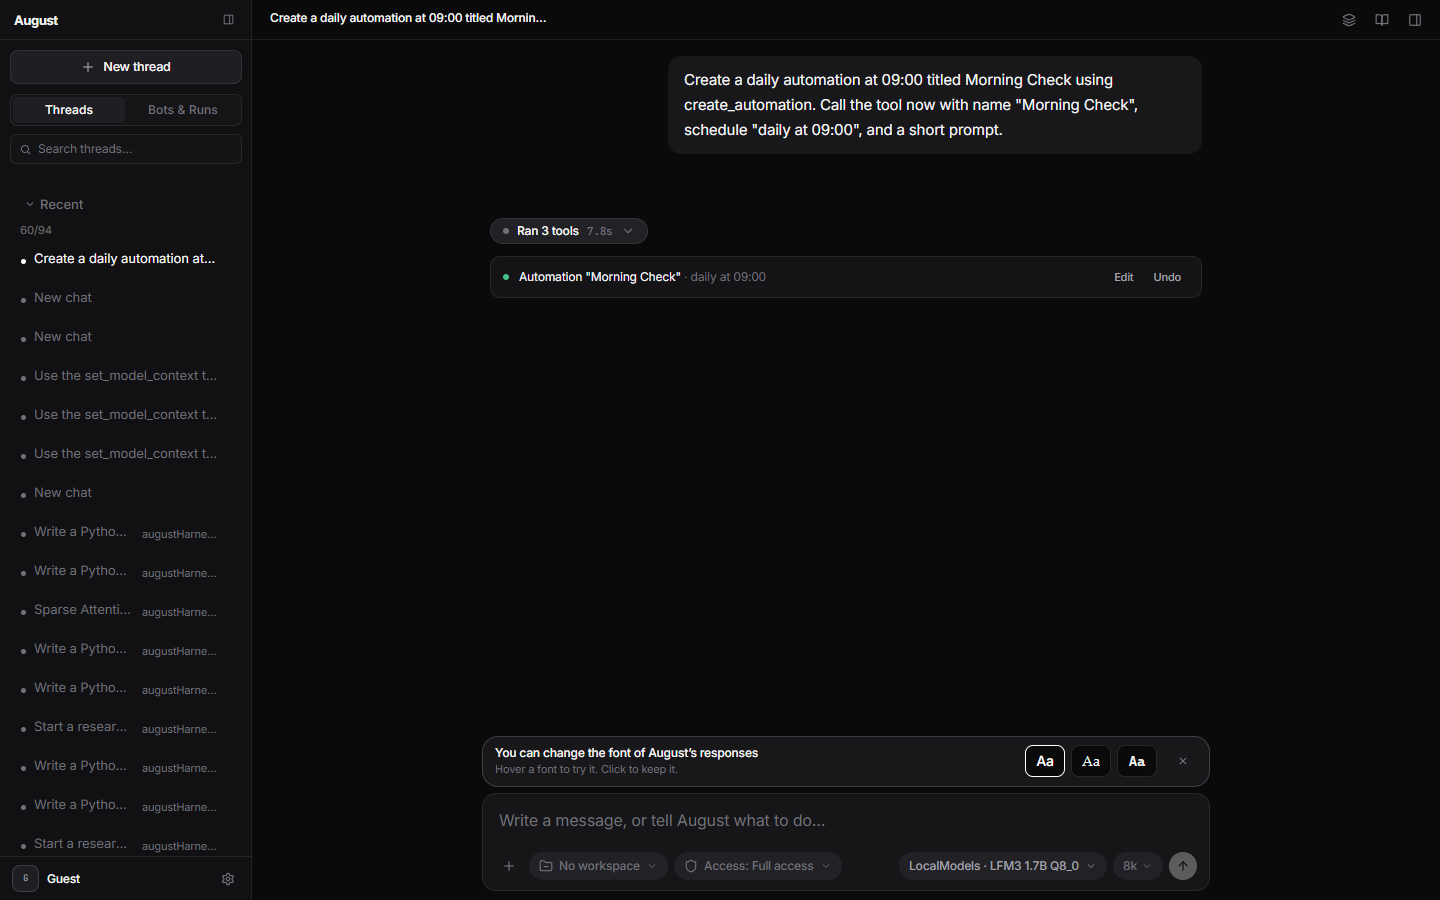 August
New thread
Threads
Bots & Runs
Search threads...
Recent
60/94
Create a daily automation at...
New chat
New chat
Use the set_model_context t...
Use the set_model_context t...
Use the set_model_context t...
New chat
Write a Pytho... augustHarne...
Write a Pytho... augustHarne...
Sparse Attenti... augustHarne...
Write a Pytho... augustHarne...
Write a Pytho... augustHarne...
Start a resear... augustHarne...
Write a Pytho... augustHarne...
Write a Pytho... augustHarne...
Start a resear... augustHarne...
G Guest
Create a daily automation at 09:00 titled Mornin...
Create a daily automation at 09:00 titled Morning Check using
create_automation. Call the tool now with name "Morning Check",
schedule "daily at 09:00", and a short prompt.
Ran 3 tools 7.8s
Automation "Morning Check" · daily at 09:00 Edit Undo
You can change the font of August's responses
Hover a font to try it. Click to keep it.
Aa Aa Aa
Write a message, or tell August what to do...
No workspace Access: Full access LocalModels · LFM3 1.7B Q8_0 8k